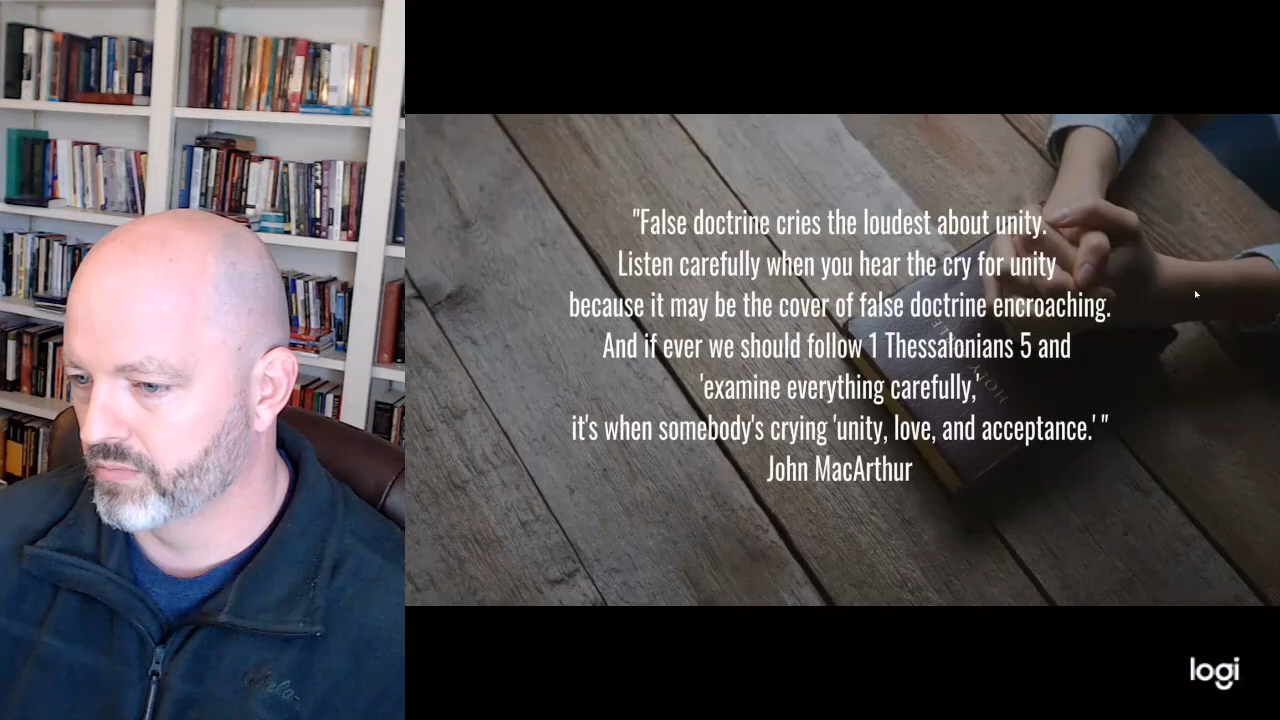 "False doctrine cries the loudest about unity.
Listen carefully when you hear the cry for unity
because it may be the cover of false doctrine encroaching.
And if ever we should follow 1 Thessalonians 5 and
'examine everything carefully,'
it's when somebody's crying 'unity, love, and acceptance.' "
John MacArthur
HOLY
logi